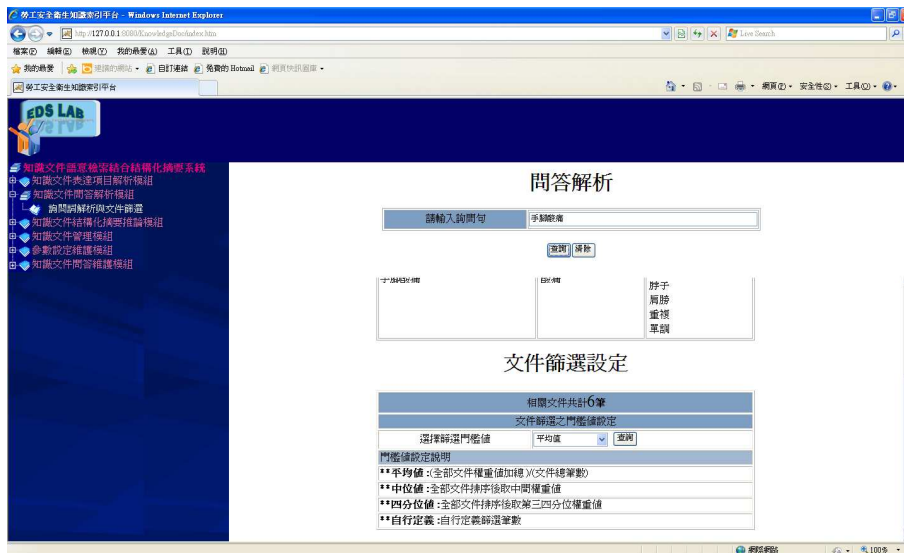 勞工安全衛生知識索引平台 - Windows Internet Explorer
http://127.0.0.1:8080/KnowledgeDoc/index.htm
Live Search
檔案(F) 編輯(E) 檢視(V) 我的最愛(A) 工具(T) 說明(H)
我的最愛 建議的網站 自訂連結 免費的 Hotmail 網頁快訊圖庫
勞工安全衛生知識索引平台
網頁(P) 安全性(S) 工具(O)
EDS LAB
知識文件語意檢索結合結構化摘要系統
知識文件表達項目解析模組
知識文件問答解析模組
詢問詞解析與文件篩選
知識文件結構化摘要推論模組
知識文件管理模組
參數設定維護模組
知識文件問答維護模組
問答解析
請輸入詢問句 手腳酸痛
查詢 清除
手腳酸痛 酸痛
脖子
肩膀
重複
單調
文件篩選設定
相關文件共計6筆
文件篩選之門檻值設定
選擇篩選門檻值 平均值 查詢
門檻值設定說明
**平均值 :(全部文件權重值加總)/(文件總筆數)
**中位值 :全部文件排序後取中間權重值
**四分位值 :全部文件排序後取第三四分位權重值
**自行定義 :自行定義篩選筆數
網際網路 100%